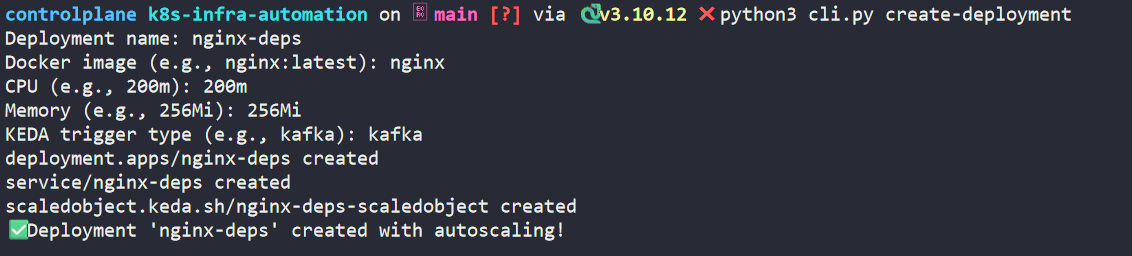 controlplane k8s-infra-automation on main [?] via v3.10.12 ❌python3 cli.py create-deployment
Deployment name: nginx-deps
Docker image (e.g., nginx:latest): nginx
CPU (e.g., 200m): 200m
Memory (e.g., 256Mi): 256Mi
KEDA trigger type (e.g., kafka): kafka
deployment.apps/nginx-deps created
service/nginx-deps created
scaledobject.keda.sh/nginx-deps-scaledobject created
✅Deployment 'nginx-deps' created with autoscaling!